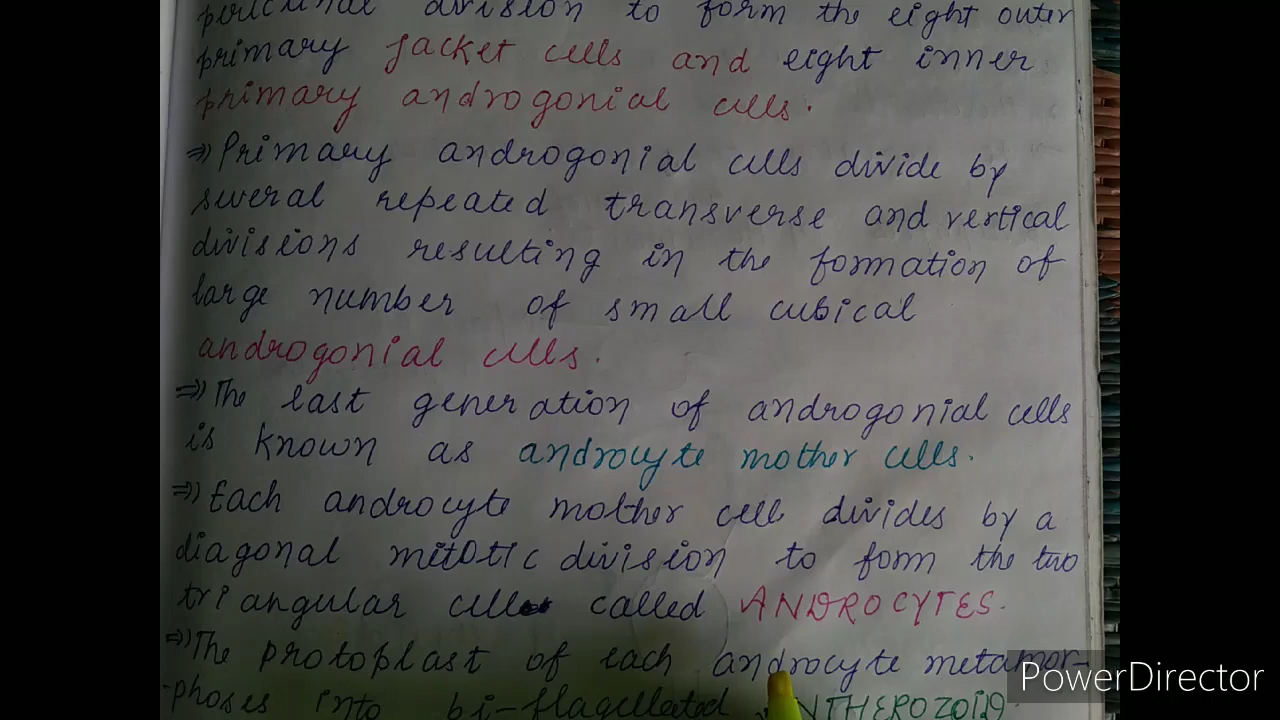 periclinal division to form the eight outer
primary jacket cells and eight inner
primary androgonial cells.
⇒) Primary androgonial cells divide by
several repeated transverse and vertical
divisions resulting in the formation of
large number of small cubical
androgonial cells.
⇒) The last generation of androgonial cells
is known as androcyte mother cells.
⇒) Each androcyte mother cell divides by a
diagonal mitotic division to form the two
triangular cell called ANDROCYTES.
⇒) The protoplast of each androcyte metamor-
-phoses into bi-flagellated ANTHEROZOID
PowerDirector